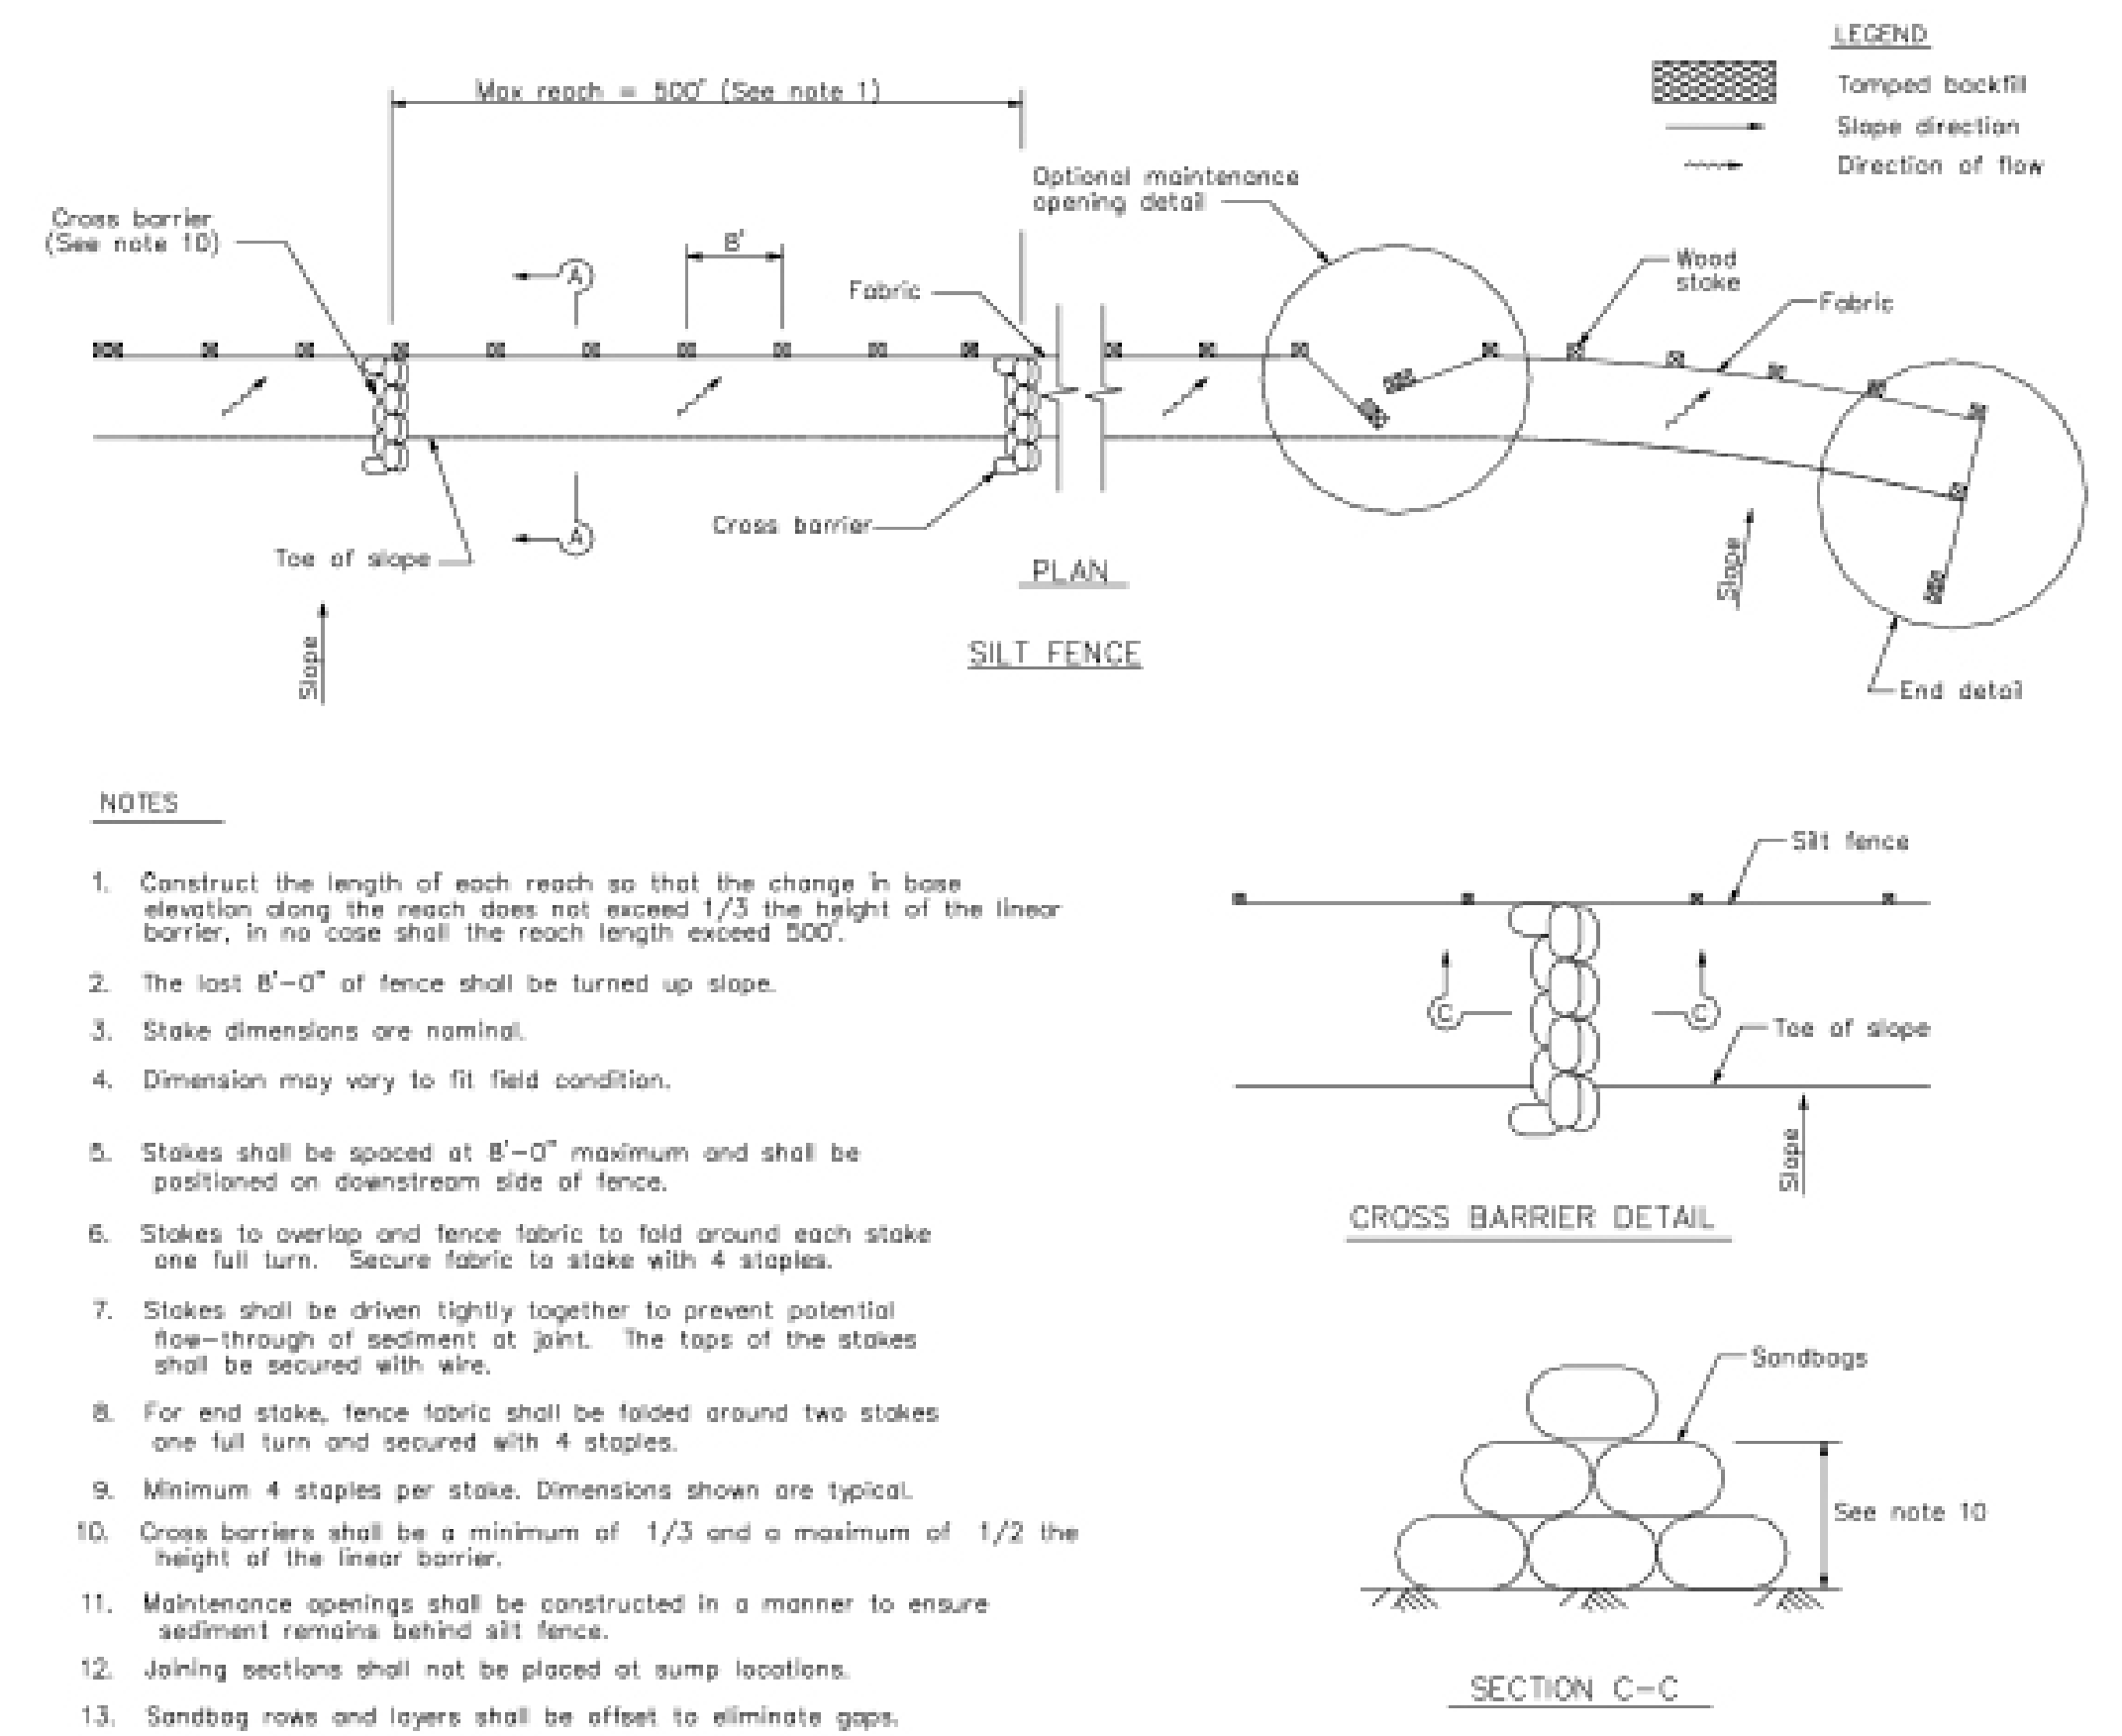 LEGEND
Tamped backfill
Slope direction
Direction of flow
Max reach = 500' (See note 1)
Optional maintenance
opening detail
Cross barrier
(See note 10)
8'
A
Fabric
Wood
stake
Fabric
Cross barrier
A
Toe of slope
PLAN
Slope
Slope
SILT FENCE
End detail
NOTES
1. Construct the length of each reach so that the change in base
elevation along the reach does not exceed 1/3 the height of the linear
barrier, in no case shall the reach length exceed 500'.
2. The last 8'-0" of fence shall be turned up slope.
3. Stake dimensions are nominal.
4. Dimension may vary to fit field condition.
5. Stakes shall be spaced at 8'-0" maximum and shall be
positioned on downstream side of fence.
6. Stakes to overlap and fence fabric to fold around each stake
one full turn. Secure fabric to stake with 4 staples.
7. Stakes shall be driven tightly together to prevent potential
flow-through of sediment at joint. The tops of the stakes
shall be secured with wire.
8. For end stake, fence fabric shall be folded around two stakes
one full turn and secured with 4 staples.
9. Minimum 4 staples per stake. Dimensions shown are typical.
10. Cross barriers shall be a minimum of 1/3 and a maximum of 1/2 the
height of the linear barrier.
11. Maintenance openings shall be constructed in a manner to ensure
sediment remains behind silt fence.
12. Joining sections shall not be placed at sump locations.
13. Sandbag rows and layers shall be offset to eliminate gaps.
Silt fence
C
C
Toe of slope
Slope
CROSS BARRIER DETAIL
Sandbags
See note 10
SECTION C-C